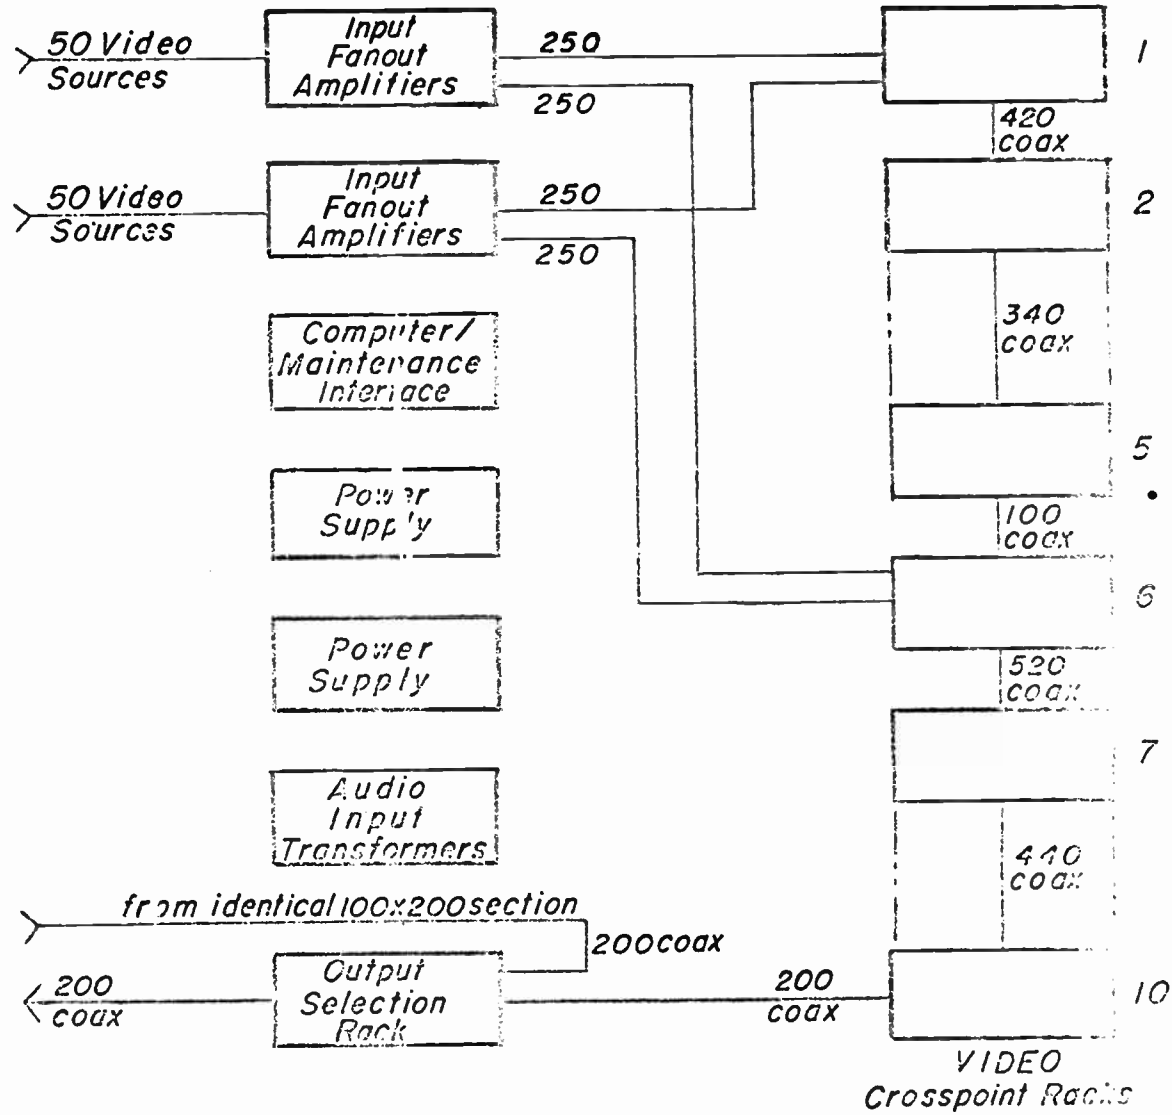 50 Video
Sources
Input
Fanout
Amplifiers
250
250
1
420
coax
50 Video
Sources
Input
Fanout
Amplifiers
250
250
2
340
coax
Computer/
Maintenance
Interface
5
100
coax
Power
Supply
6
520
coax
Power
Supply
7
440
coax
Audio
Input
Transformers
from identical 100x200 section
200 coax
200
coax
Output
Selection
Rack
200
coax
10
VIDEO
Crosspoint Racks